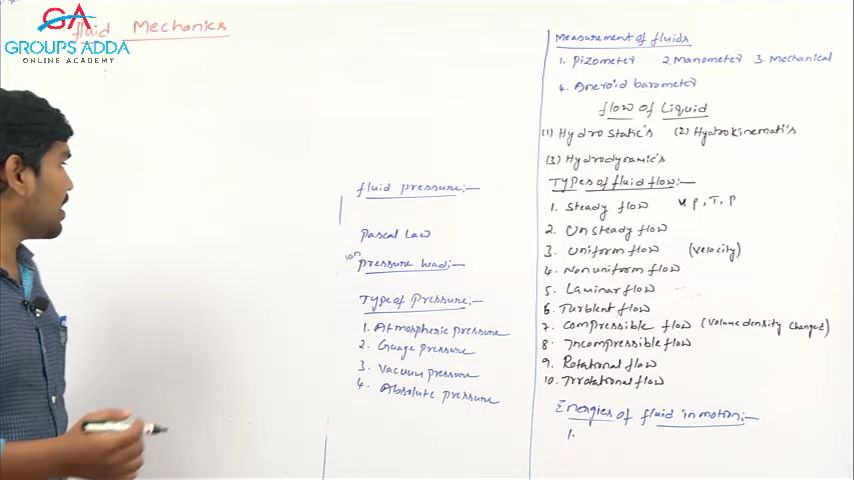 GA
GROUPS ADDA
ONLINE ACADEMY
fluid Mechanics
fluid pressure:-
Pascal Law
pressure head:-
Type of Pressure:-
1. Atmospheric pressure
2. Guage pressure
3. Vacuum pressure
4. Absolute pressure
Measurement of fluids
1. Pizometer 2. Manometer 3. Mechanical
4. Aneroid barometer
flow of Liquid
(1) Hydrostatic's (2) Hydrokinemati's
(3) Hydrodynamic's
Types of fluid flow:-
1. Steady flow V, P, T, ρ
2. Unsteady flow
3. Uniform flow (Velocity)
4. Nonuniform flow
5. Laminar flow
6. Turblent flow
7. Compressible flow (Volume density changed)
8. Incompressible flow
9. Rotational flow
10. Irrotational flow
Energies of fluid in motion:-
1.